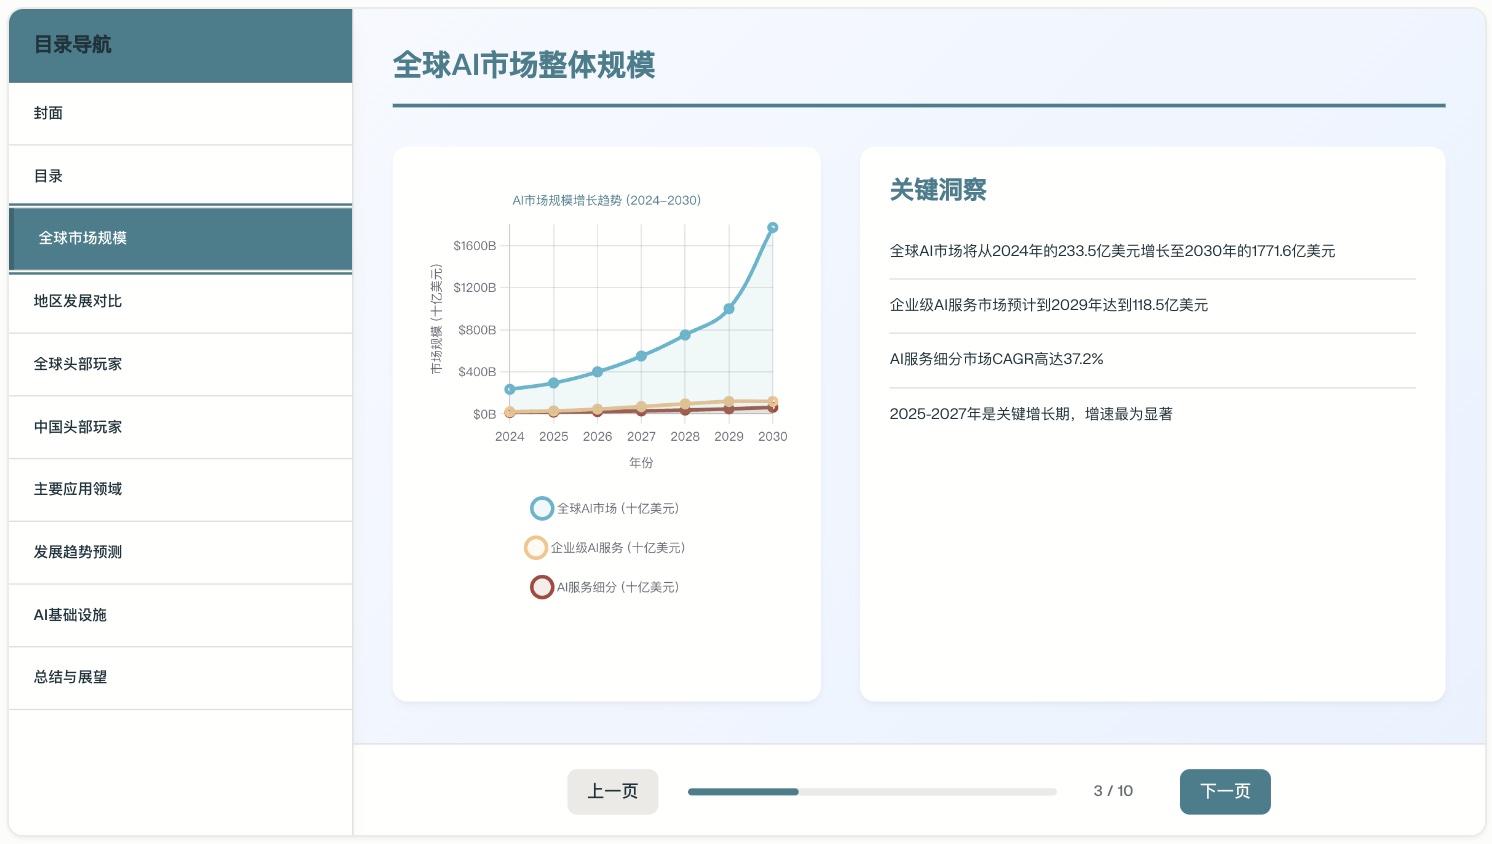 目录导航
封面
目录
全球市场规模
地区发展对比
全球头部玩家
中国头部玩家
主要应用领域
发展趋势预测
AI基础设施
总结与展望
全球AI市场整体规模
AI市场规模增长趋势 (2024–2030)
市场规模 (十亿美元)
$1600B
$1200B
$800B
$400B
$0B
2024 2025 2026 2027 2028 2029 2030
年份
全球AI市场 (十亿美元)
企业级AI服务 (十亿美元)
AI服务细分 (十亿美元)
关键洞察
全球AI市场将从2024年的233.5亿美元增长至2030年的1771.6亿美元
企业级AI服务市场预计到2029年达到118.5亿美元
AI服务细分市场CAGR高达37.2%
2025-2027年是关键增长期，增速最为显著
上一页
3 / 10
下一页